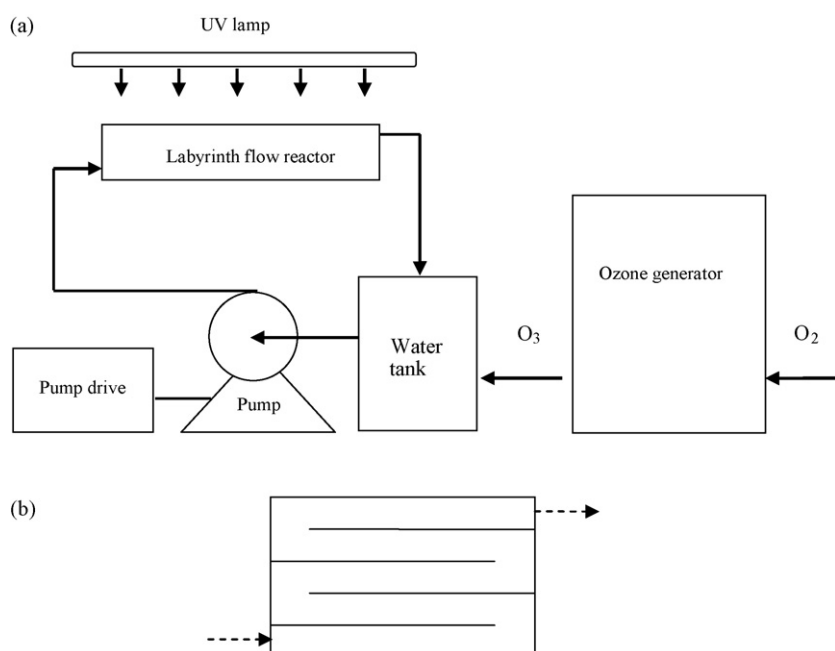 (a)
UV lamp
Labyrinth flow reactor
Ozone generator
O₃
O₂
Water
tank
Pump drive
Pump
(b)